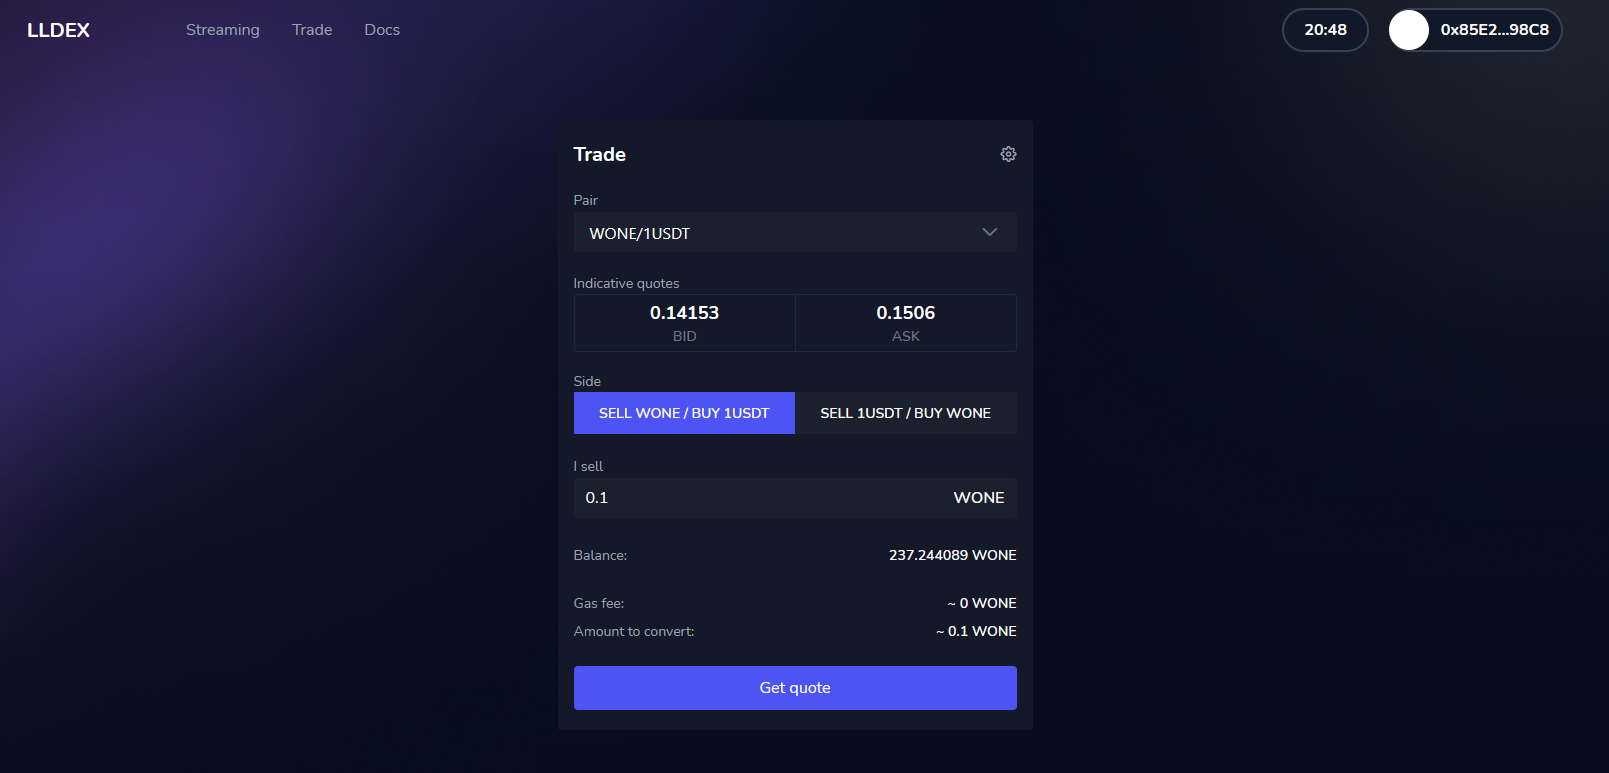 LLDEX Streaming Trade Docs 20:48 0x85E2...98C8
Trade
Pair
WONE/1USDT
Indicative quotes
0.14153 0.1506
BID ASK
Side
SELL WONE / BUY 1USDT SELL 1USDT / BUY WONE
I sell
0.1 WONE
Balance: 237.244089 WONE
Gas fee: ~ 0 WONE
Amount to convert: ~ 0.1 WONE
Get quote